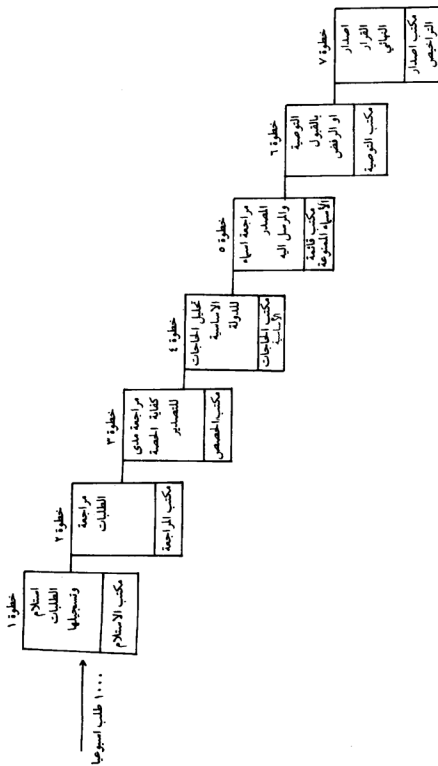 ١٠٠٠ طلب اسبوعيا
خطوة ١
استلام
الطلبات
وتسجيلها
مكتب الاستلام
خطوة ٢
مراجعة
الطلبات
مكتب المراجعة
خطوة ٣
مراجعة مدى
كفاية الحصة
للتصدير
مكتب الحصص
خطوة ٤
تحليل الحاجات
الاساسية
للدولة
مكتب الحاجات
الأساسية
خطوة ٥
مراجعة اسماء
المصدر
والمرسل اليه
مكتب قائمة
الأسماء الممنوعة
خطوة ٦
التوصية
بالقبول
او الرفض
مكتب التوصية
خطوة ٧
اصدار
القرار
النهائي
مكتب اصدار
التراخيص